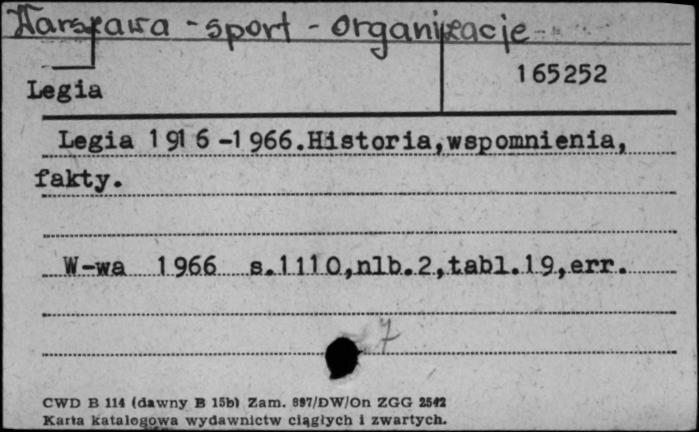 Warszawa - sport - organizacje
165252
Legia
Legia 1916-1966.Historia,wspomnienia,
fakty.
W-wa 1966 s.1110,nlb.2,tabl.19,err.
7
CWD B 114 (dawny B 15b) Zam. 897/DW/On ZGG 2542
Karta katalogowa wydawnictw ciągłych i zwartych.